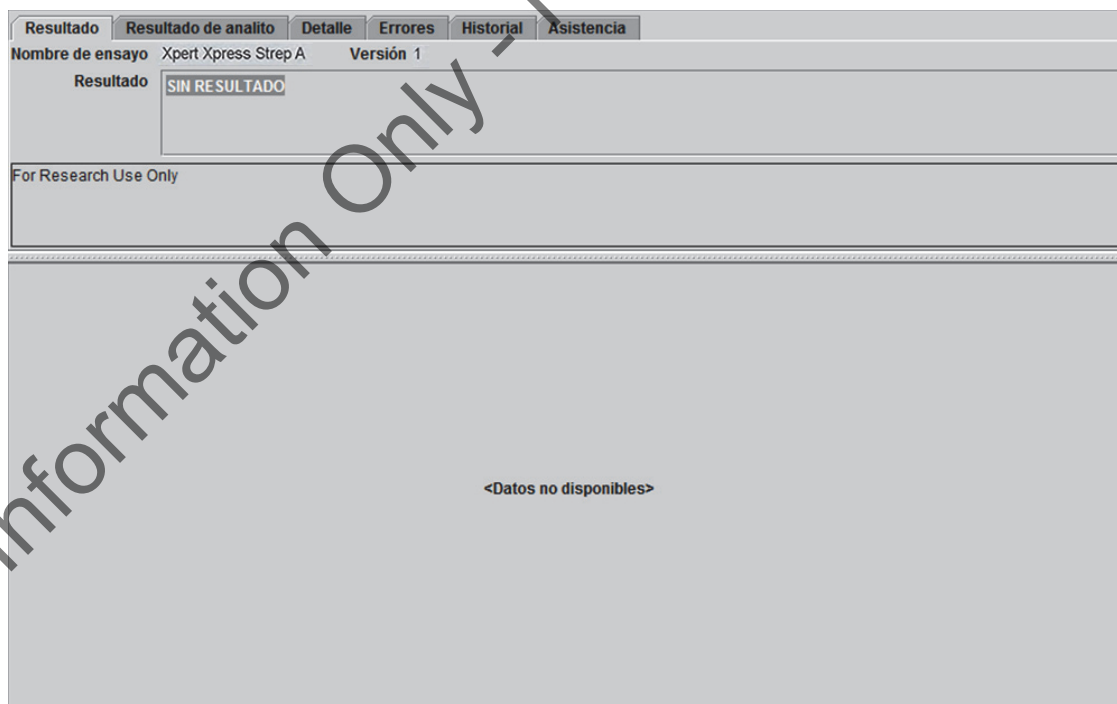 Resultado Resultado de analito Detalle Errores Historial Asistencia
Nombre de ensayo Xpert Xpress Strep A Versión 1
Resultado SIN RESULTADO
For Research Use Only
<Datos no disponibles>
Information Only -